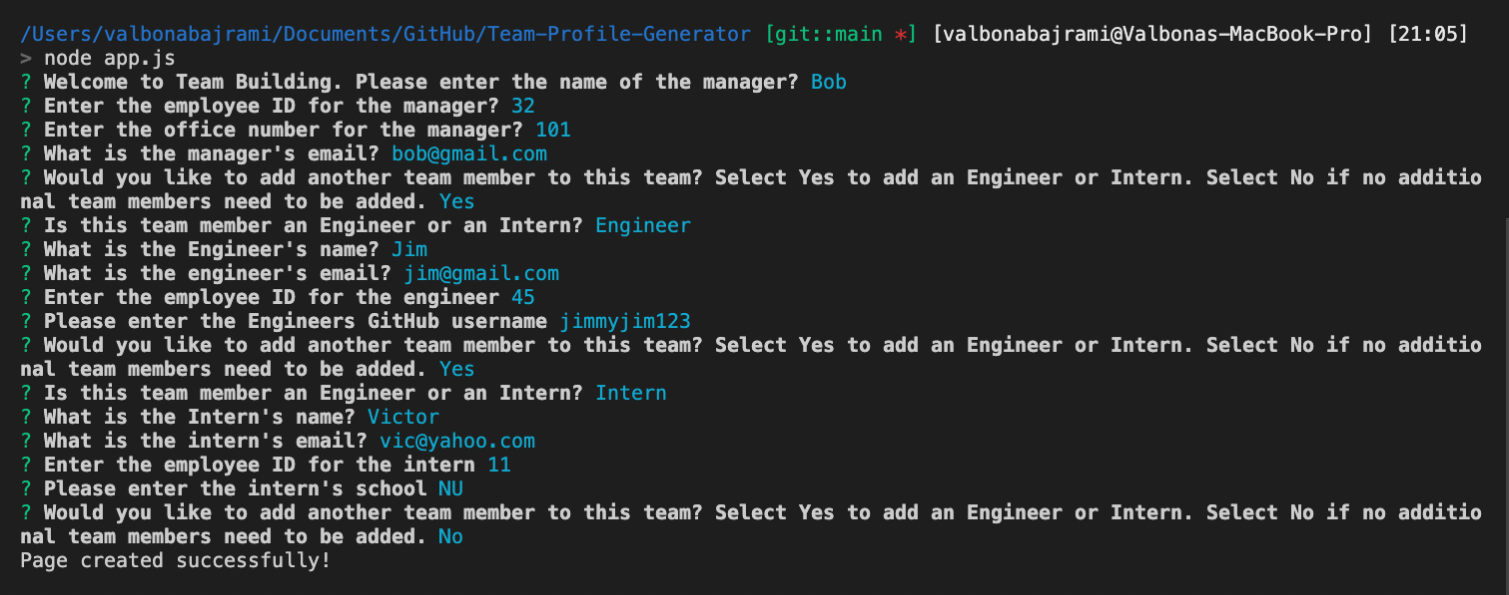 /Users/valbonabajrami/Documents/GitHub/Team-Profile-Generator [git::main *] [valbonabajrami@Valbonas-MacBook-Pro] [21:05]
> node app.js
? Welcome to Team Building. Please enter the name of the manager? Bob
? Enter the employee ID for the manager? 32
? Enter the office number for the manager? 101
? What is the manager's email? bob@gmail.com
? Would you like to add another team member to this team? Select Yes to add an Engineer or Intern. Select No if no additio
nal team members need to be added. Yes
? Is this team member an Engineer or an Intern? Engineer
? What is the Engineer's name? Jim
? What is the engineer's email? jim@gmail.com
? Enter the employee ID for the engineer 45
? Please enter the Engineers GitHub username jimmyjim123
? Would you like to add another team member to this team? Select Yes to add an Engineer or Intern. Select No if no additio
nal team members need to be added. Yes
? Is this team member an Engineer or an Intern? Intern
? What is the Intern's name? Victor
? What is the intern's email? vic@yahoo.com
? Enter the employee ID for the intern 11
? Please enter the intern's school NU
? Would you like to add another team member to this team? Select Yes to add an Engineer or Intern. Select No if no additio
nal team members need to be added. No
Page created successfully!